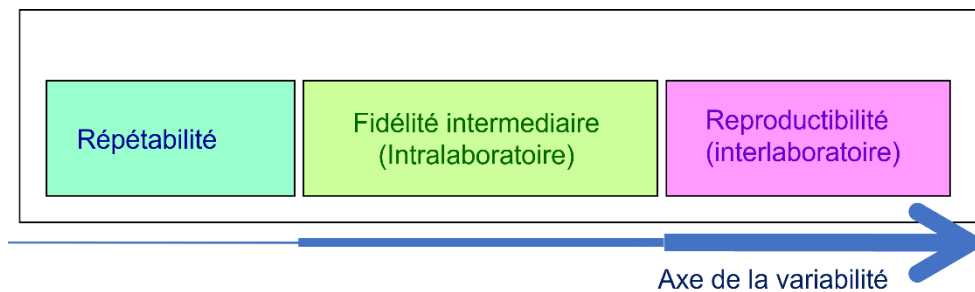 Répétabilité
Fidélité intermediaire
(Intralaboratoire)
Reproductibilité
(interlaboratoire)
Axe de la variabilité